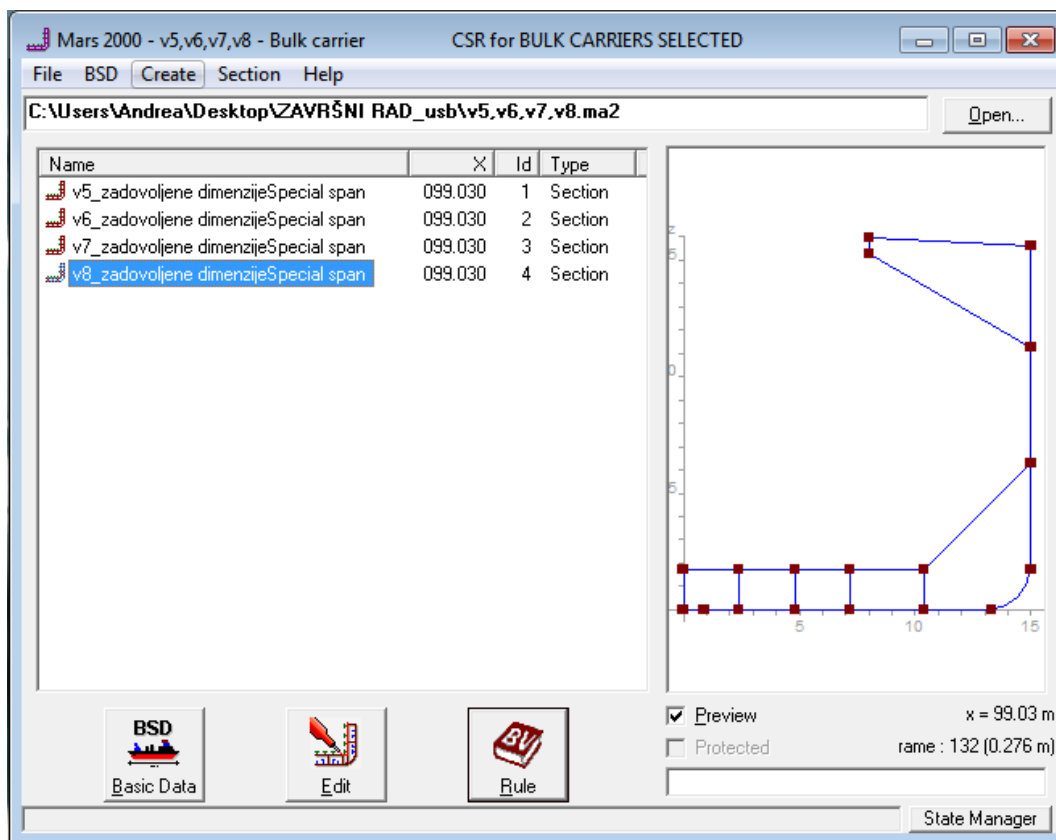 Mars 2000 - v5,v6,v7,v8 - Bulk carrier CSR for BULK CARRIERS SELECTED
File BSD Create Section Help
C:\Users\Andrea\Desktop\ZAVRŠNI RAD_usb\v5,v6,v7,v8.ma2 Open...
Name X Id Type
v5_zadovoljene dimenzijeSpecial span 099.030 1 Section
v6_zadovoljene dimenzijeSpecial span 099.030 2 Section
v7_zadovoljene dimenzijeSpecial span 099.030 3 Section
v8_zadovoljene dimenzijeSpecial span 099.030 4 Section
z
5
0
5
5 10 15
BSD
Basic Data
Edit
BV
Rule
Preview x = 99.03 m
Protected rame : 132 (0.276 m)
State Manager